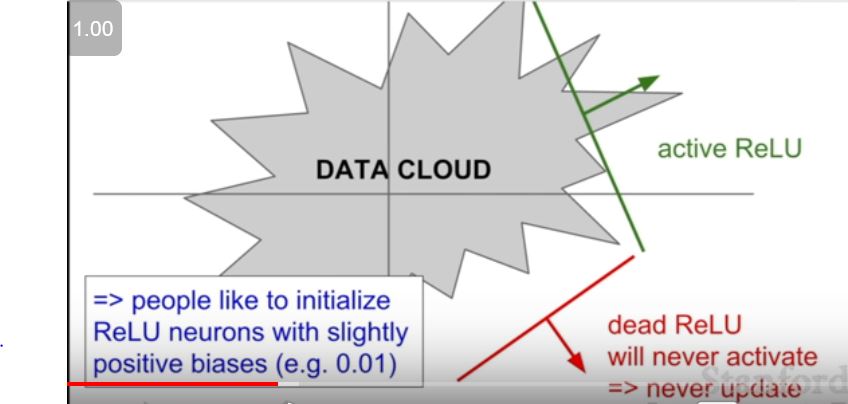 1.00
DATA CLOUD
active ReLU
=> people like to initialize
ReLU neurons with slightly
positive biases (e.g. 0.01)
dead ReLU
will never activate
=> never update
Stanford